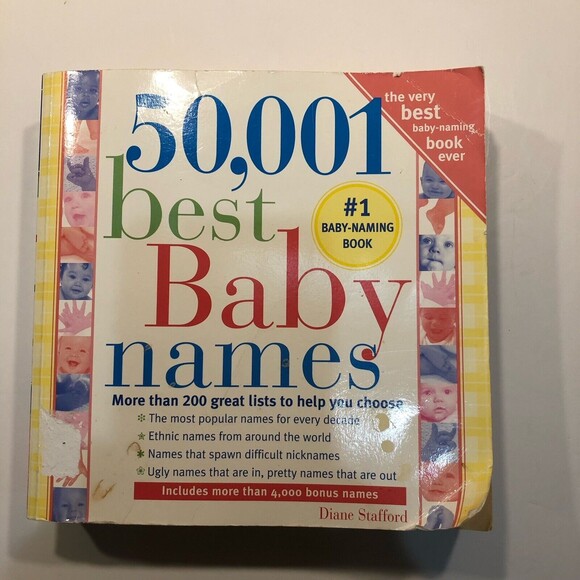 50,001
best
Baby
names
the very
best
baby-naming
book
ever
#1
BABY-NAMING
BOOK
More than 200 great lists to help you choose
The most popular names for every decade
Ethnic names from around the world
Names that spawn difficult nicknames
Ugly names that are in, pretty names that are out
Includes more than 4,000 bonus names
Diane Stafford